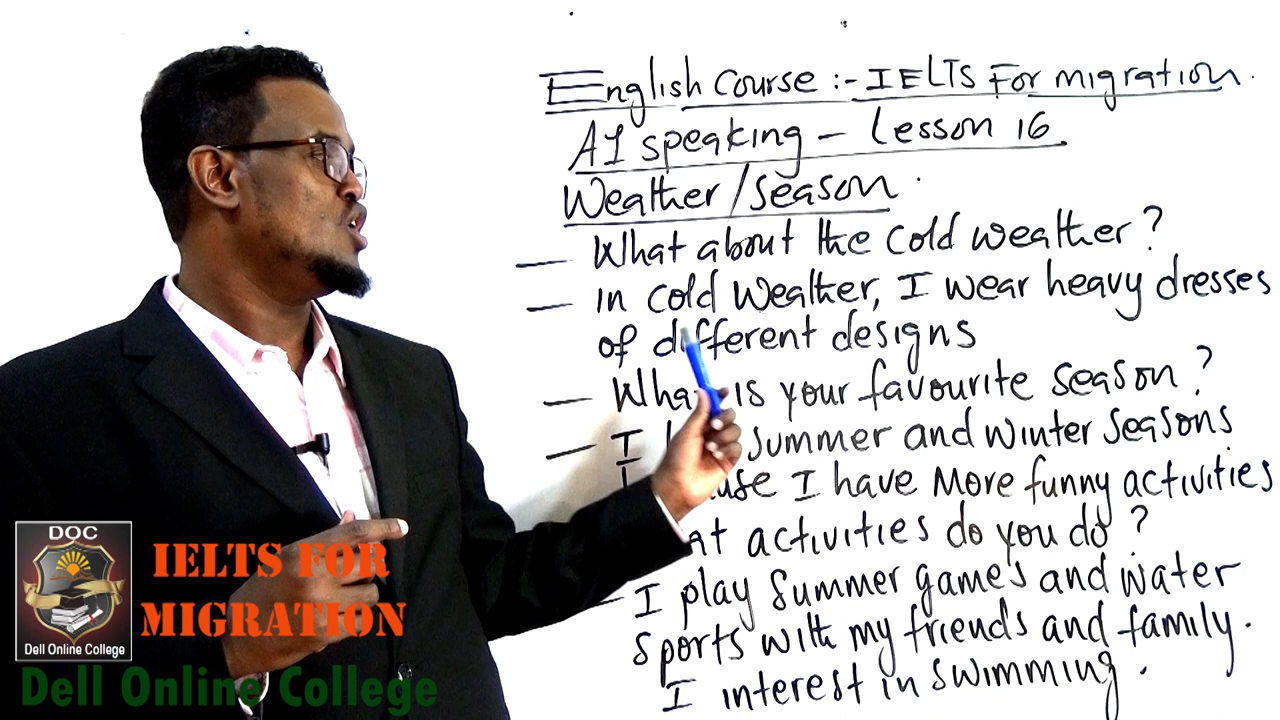 English Course :- IELTS For migration.
A1 speaking - Lesson 16
Weather/season.
— What about the cold weather?
— in cold weather, I wear heavy dresses
of different designs
— Wha is your favourite season?
— I summer and winter seasons
use I have more funny activities
at activities do you do?
— I play summer games and water
sports with my friends and family.
I interest in swimming.
DOC
Dell Online College
IELTS FOR
MIGRATION
Dell Online College